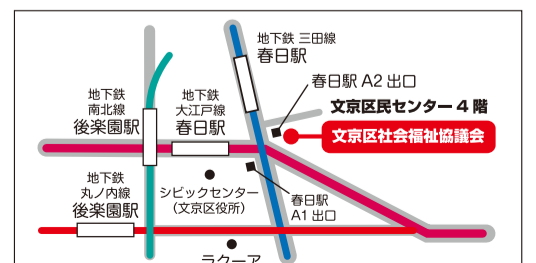 地下鉄 三田線
春日駅
春日駅 A2 出口
地下鉄
南北線
後楽園駅
地下鉄
大江戸線
春日駅
文京区民センター 4 階
文京区社会福祉協議会
地下鉄
丸ノ内線
後楽園駅
シビックセンター
（文京区役所）
春日駅
A1 出口
ラクーア